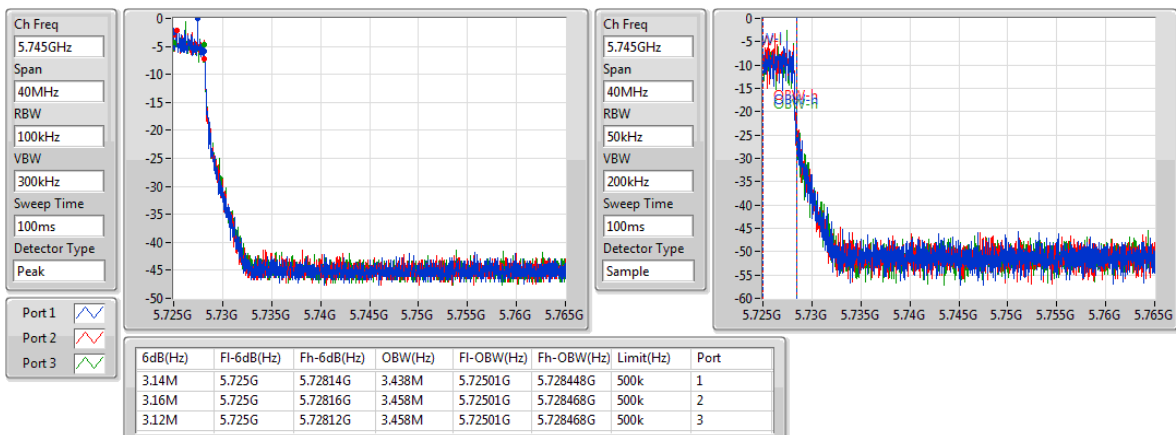 Ch Freq
5.745GHz
Span
40MHz
RBW
100kHz
VBW
300kHz
Sweep Time
100ms
Detector Type
Peak
Port 1
Port 2
Port 3
0-
-5-
-10-
-15-
-20-
-25-
-30-
-35-
-40-
-45-
-50-
5.725G 5.73G 5.735G 5.74G 5.745G 5.75G 5.755G 5.76G 5.765G
Ch Freq
5.745GHz
Span
40MHz
RBW
50kHz
VBW
200kHz
Sweep Time
100ms
Detector Type
Sample
0-
-5-
-10-
-15-
-20-
-25-
-30-
-35-
-40-
-45-
-50-
-55-
-60-
OBW-h
5.725G 5.73G 5.735G 5.74G 5.745G 5.75G 5.755G 5.76G 5.765G
6dB(Hz) Fl-6dB(Hz) Fh-6dB(Hz) OBW(Hz) Fl-OBW(Hz) Fh-OBW(Hz) Limit(Hz) Port
3.14M 5.725G 5.72814G 3.438M 5.72501G 5.728448G 500k 1
3.16M 5.725G 5.72816G 3.458M 5.72501G 5.728468G 500k 2
3.12M 5.725G 5.72812G 3.458M 5.72501G 5.728468G 500k 3